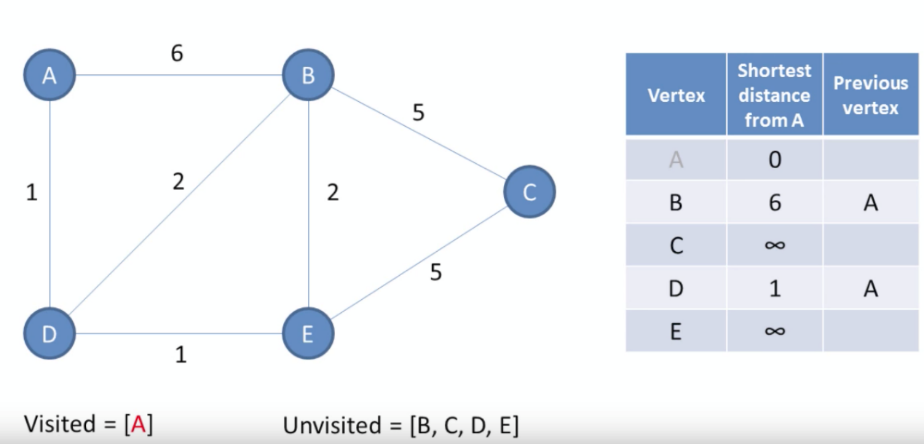 6
A
B
5
1
2
2
C
5
D
E
1
Vertex Shortest distance from A Previous vertex
A 0
B 6 A
C ∞
D 1 A
E ∞
Visited = [A] Unvisited = [B, C, D, E]